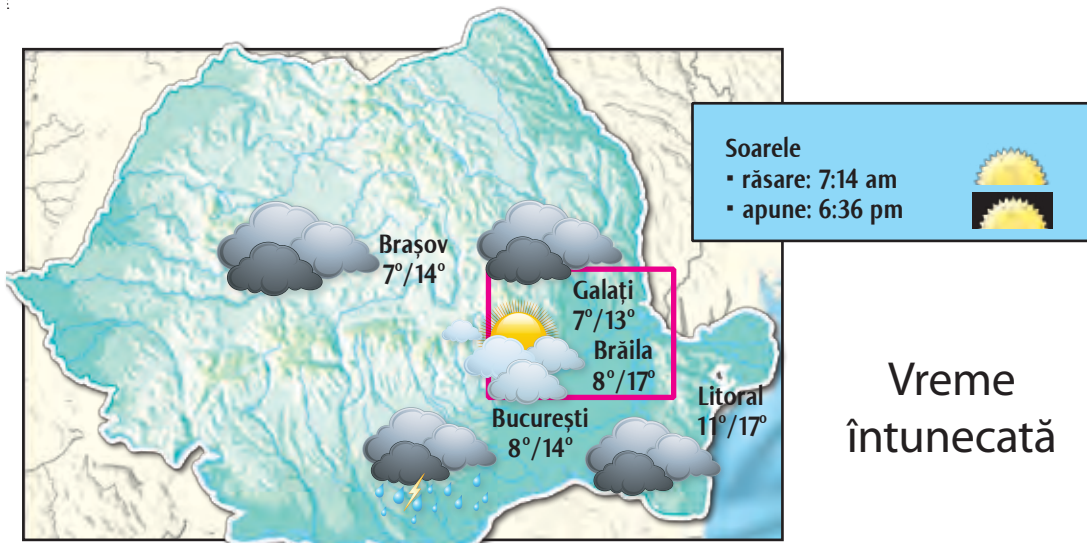 Soarele
▪ răsare: 7:14 am
▪ apune: 6:36 pm
Brașov
7°/14°
Galați
7°/13°
Brăila
8°/17°
Litoral
11°/17°
București
8°/14°
Vreme
întunecată